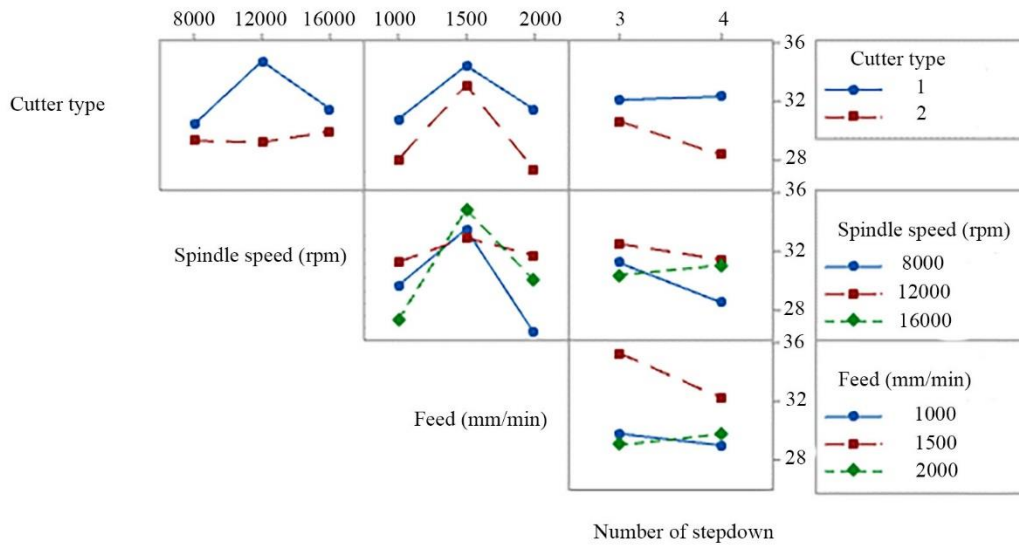 8000 12000 16000 1000 1500 2000 3 4
36
Cutter type
1
2
Cutter type
32
28
36
Spindle speed (rpm)
8000
12000
16000
Spindle speed (rpm)
32
28
36
Feed (mm/min)
1000
1500
2000
Feed (mm/min)
32
28
Number of stepdown